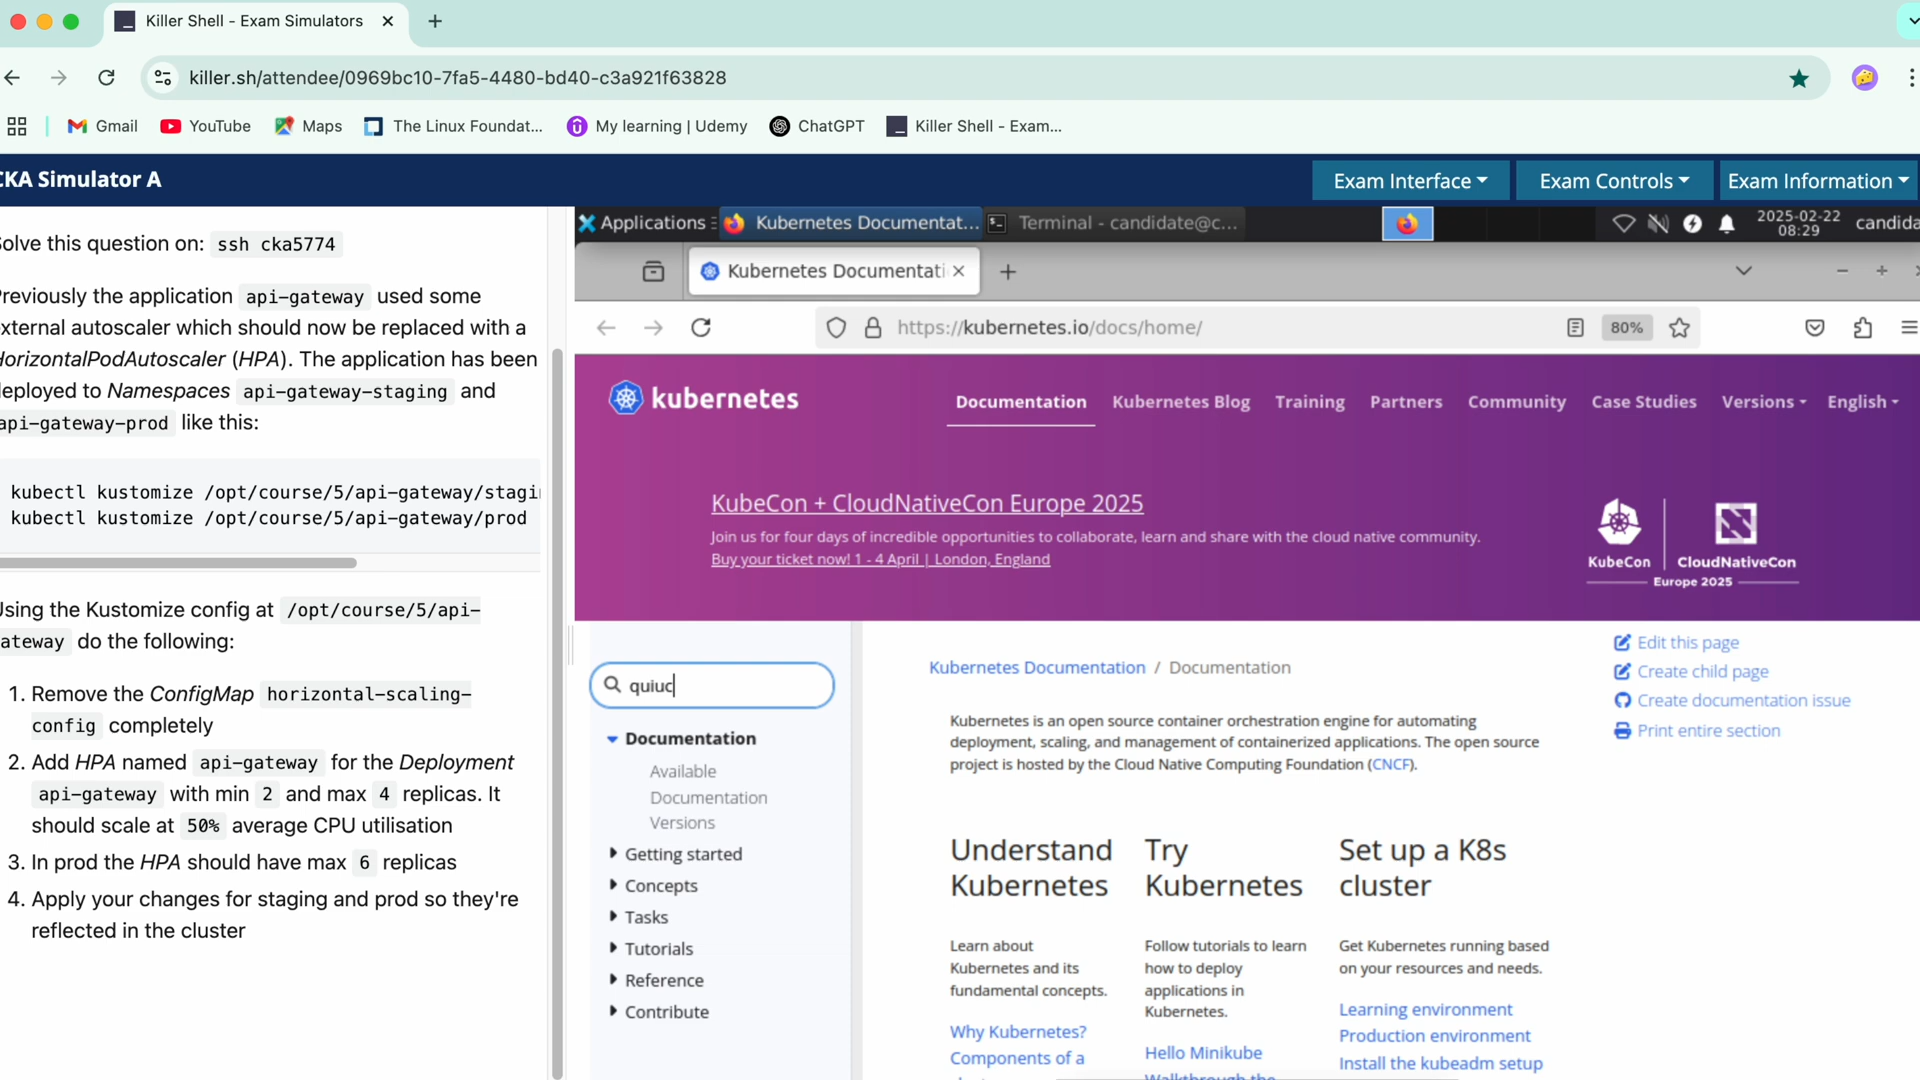 Killer Shell - Exam Simulators
killer.sh/attendee/0969bc10-7fa5-4480-bd40-c3a921f63828
Gmail YouTube Maps The Linux Foundat... My learning | Udemy ChatGPT Killer Shell - Exam...
CKA Simulator A
Exam Interface Exam Controls Exam Information
olve this question on: ssh cka5774
reviously the application api-gateway used some
xternal autoscaler which should now be replaced with a
HorizontalPodAutoscaler (HPA). The application has been
eployed to Namespaces api-gateway-staging and
api-gateway-prod like this:
kubectl kustomize /opt/course/5/api-gateway/stagi
kubectl kustomize /opt/course/5/api-gateway/prod
Using the Kustomize config at /opt/course/5/api-
ateway do the following:
1. Remove the ConfigMap horizontal-scaling-
config completely
2. Add HPA named api-gateway for the Deployment
api-gateway with min 2 and max 4 replicas. It
should scale at 50% average CPU utilisation
3. In prod the HPA should have max 6 replicas
4. Apply your changes for staging and prod so they're
reflected in the cluster
Applications Kubernetes Documentat... Terminal - candidate@c... 2025-02-22 08:29 candida
Kubernetes Documentati
https://kubernetes.io/docs/home/ 80%
kubernetes
Documentation Kubernetes Blog Training Partners Community Case Studies Versions English
KubeCon + CloudNativeCon Europe 2025
Join us for four days of incredible opportunities to collaborate, learn and share with the cloud native community.
Buy your ticket now! 1 - 4 April | London, England
KubeCon CloudNativeCon
Europe 2025
quiuc
Documentation
Available
Documentation
Versions
Getting started
Concepts
Tasks
Tutorials
Reference
Contribute
Kubernetes Documentation / Documentation
Kubernetes is an open source container orchestration engine for automating
deployment, scaling, and management of containerized applications. The open source
project is hosted by the Cloud Native Computing Foundation (CNCF).
Understand
Kubernetes
Learn about
Kubernetes and its
fundamental concepts.
Why Kubernetes?
Components of a
Try
Kubernetes
Follow tutorials to learn
how to deploy
applications in
Kubernetes.
Hello Minikube
Walkthrough the
Set up a K8s
cluster
Get Kubernetes running based
on your resources and needs.
Learning environment
Production environment
Install the kubeadm setup
Edit this page
Create child page
Create documentation issue
Print entire section